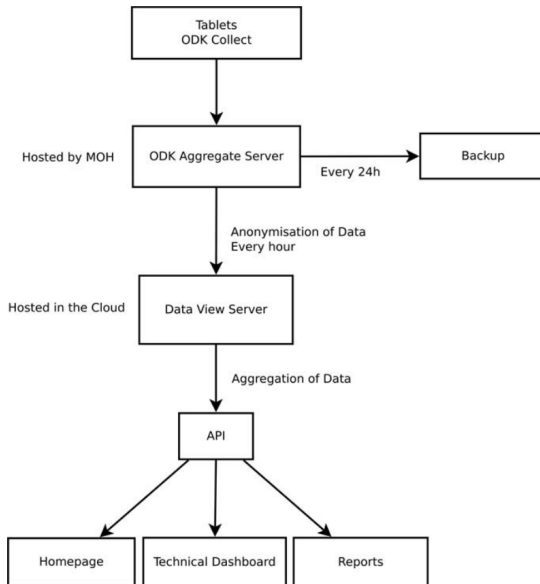 Tablets
ODK Collect
Hosted by MOH
ODK Aggregate Server
Every 24h
Backup
Anonymisation of Data
Every hour
Hosted in the Cloud
Data View Server
Aggregation of Data
API
Homepage
Technical Dashboard
Reports